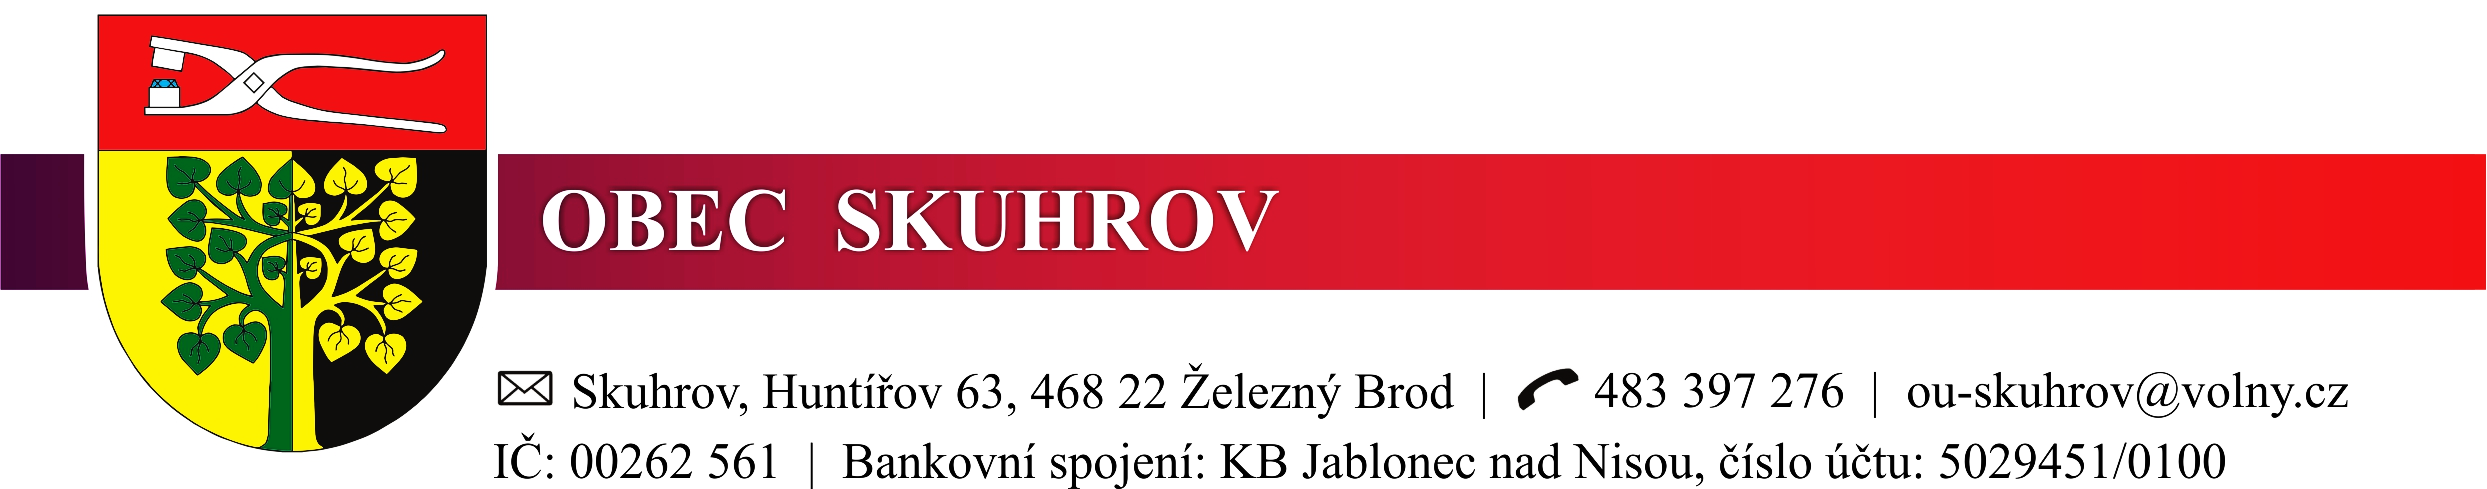 OBEC SKUHROV
Skuhrov, Huntířov 63, 468 22 Železný Brod | 483 397 276 | ou-skuhrov@volny.cz
IČ: 00262 561 | Bankovní spojení: KB Jablonec nad Nisou, číslo účtu: 5029451/0100